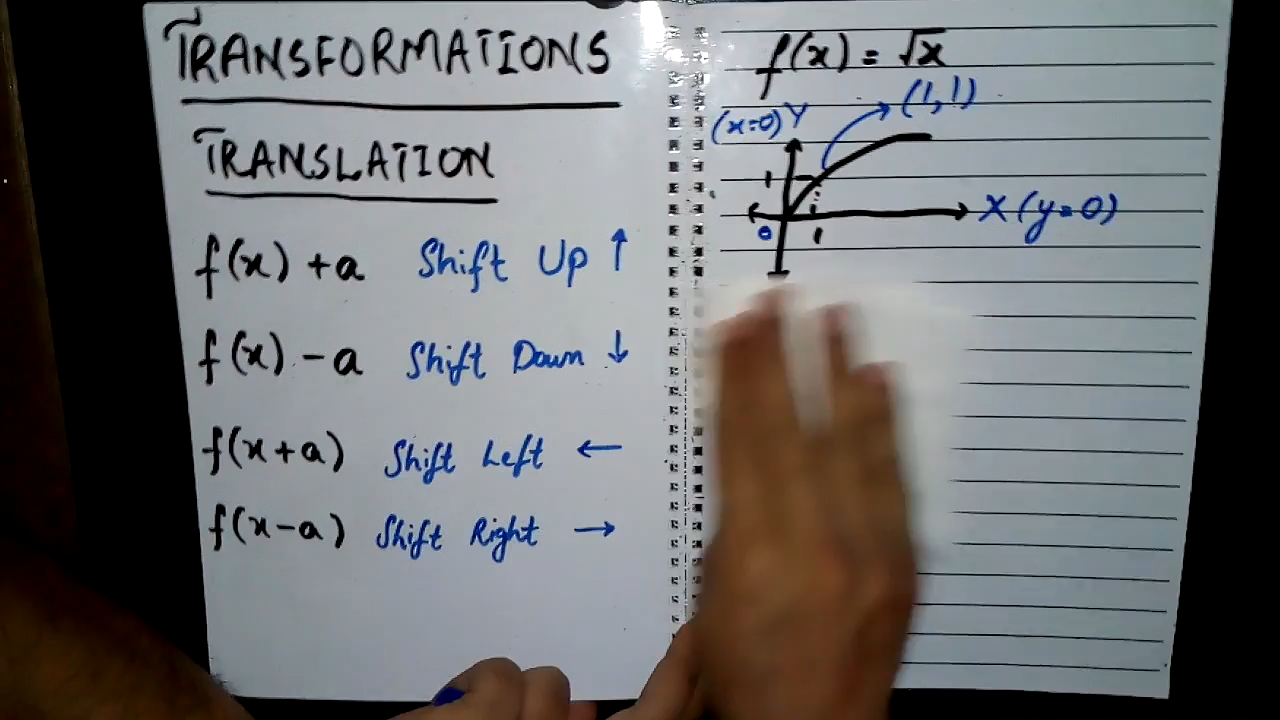 TRANSFORMATIONS
TRANSLATION
f(x) + a Shift Up ↑
f(x) - a Shift Down ↓
f(x+a) Shift Left ←
f(x-a) Shift Right →
f(x) = √x
(1,1)
(x=0) Y
1
X (y=0)
0
1